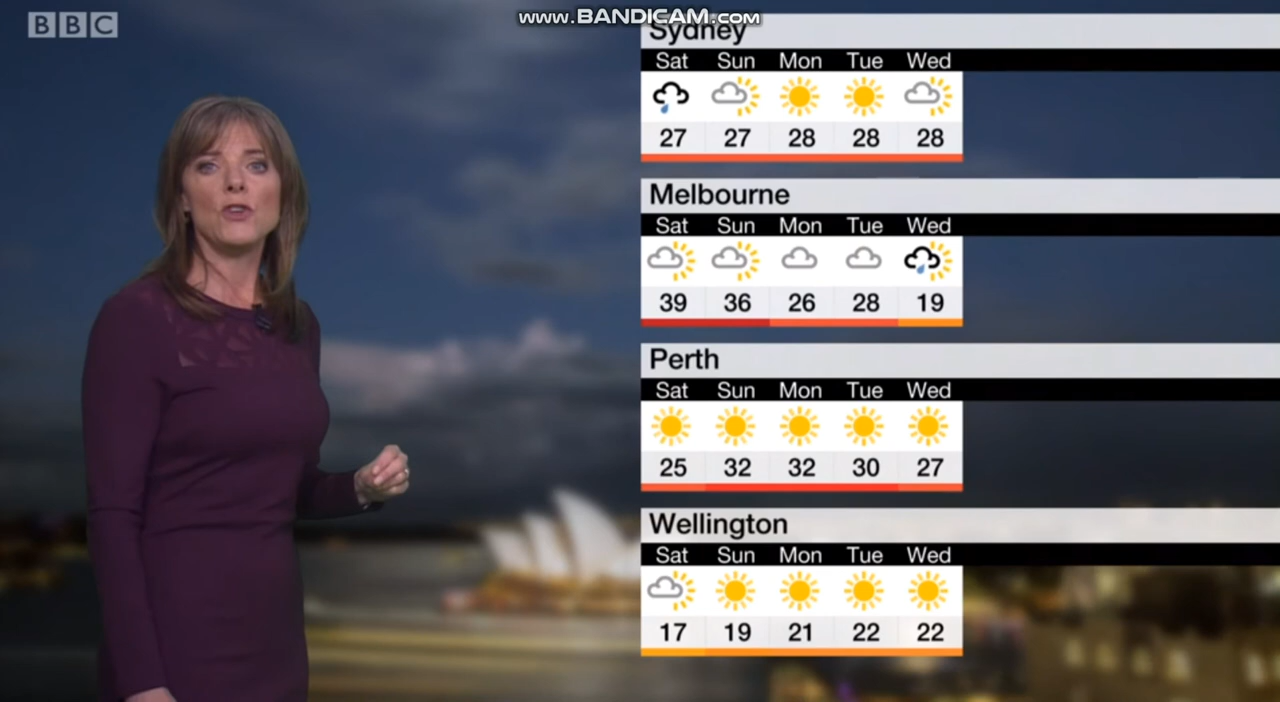 BBC
www.BANDICAM.com
Sydney
Sat Sun Mon Tue Wed
27 27 28 28 28
Melbourne
Sat Sun Mon Tue Wed
39 36 26 28 19
Perth
Sat Sun Mon Tue Wed
25 32 32 30 27
Wellington
Sat Sun Mon Tue Wed
17 19 21 22 22